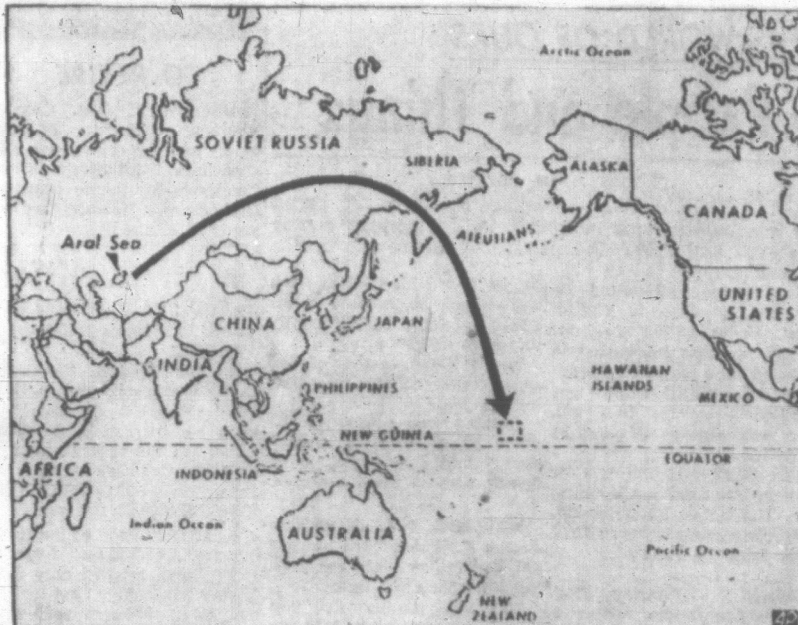 Arctic Ocean
SOVIET RUSSIA
SIBERIA
ALASKA
CANADA
Aral Sea
ALEUTIANS
UNITED
STATES
CHINA
JAPAN
INDIA
HAWAIIAN
ISLANDS
MEXICO
PHILIPPINES
NEW GUINEA
EQUATOR
AFRICA
INDONESIA
Indian Ocean
AUSTRALIA
Pacific Ocean
NEW
ZEALAND